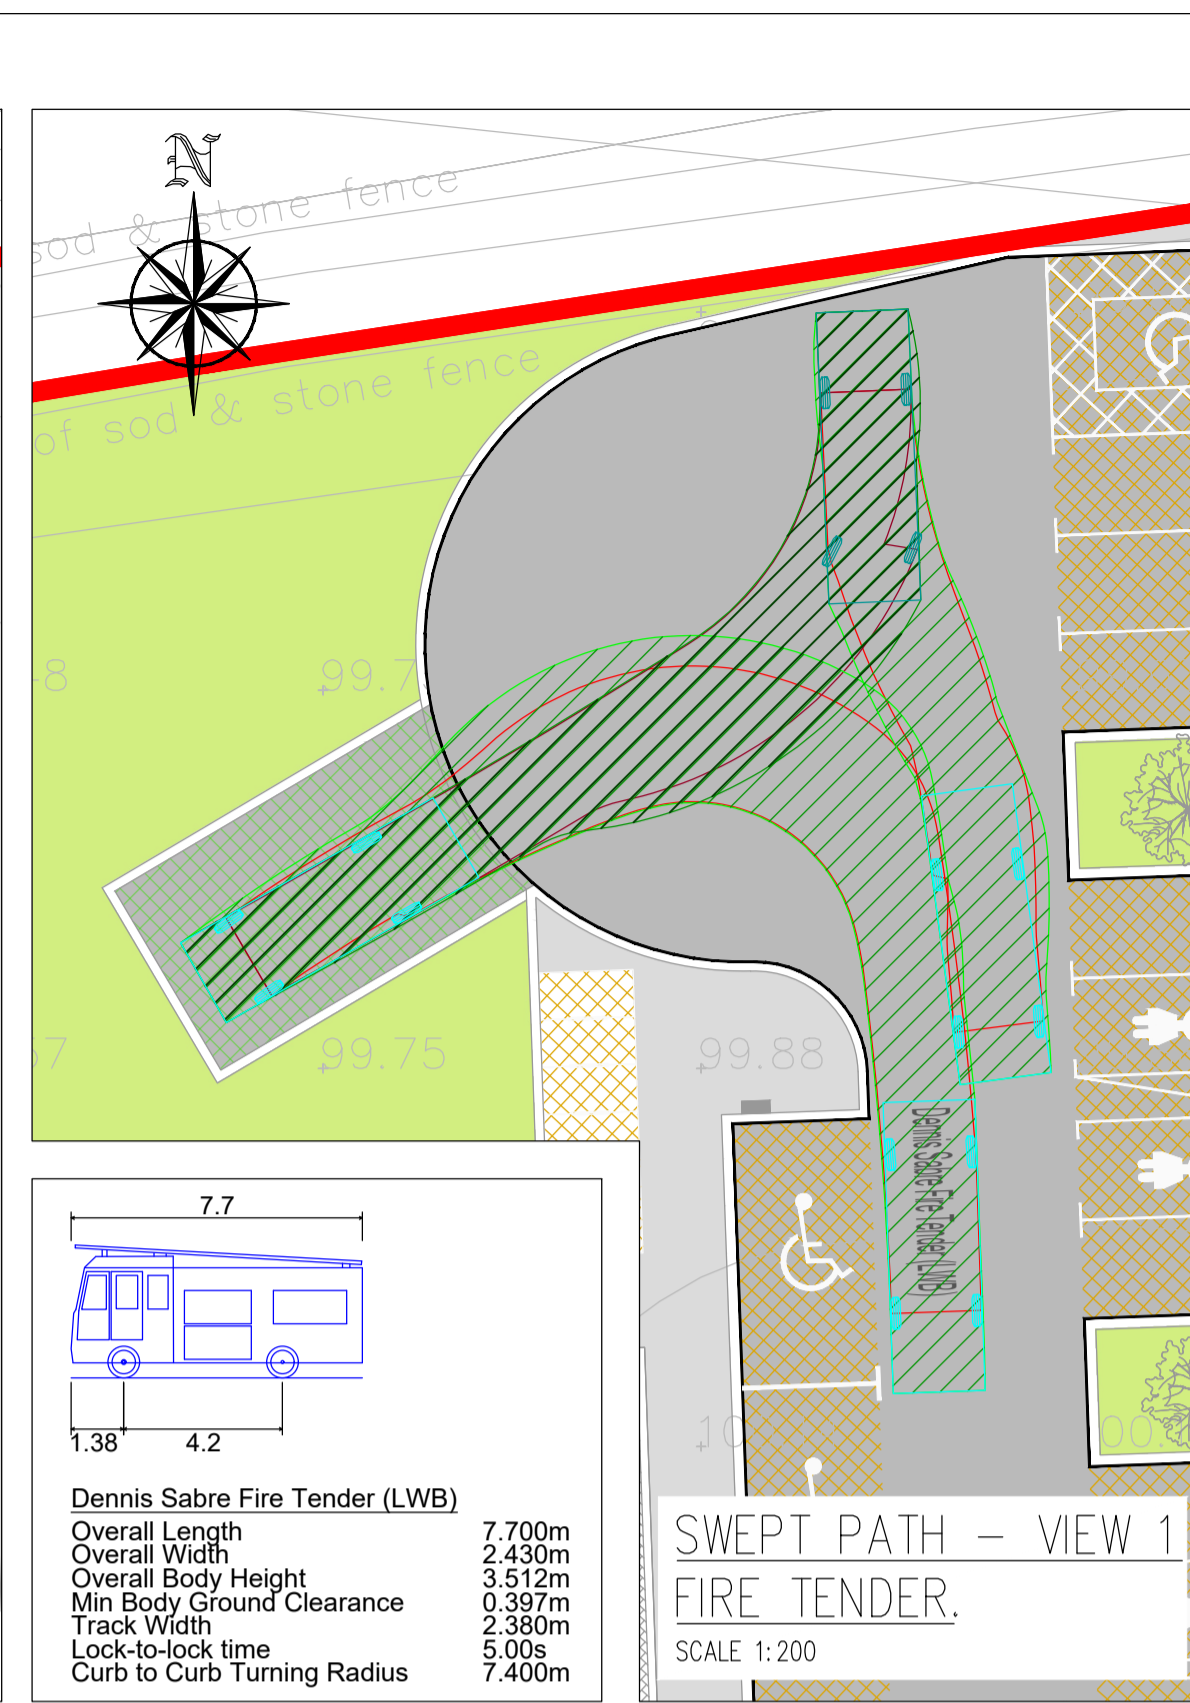 N
sod & stone fence
of sod & stone fence
99.7
99.75
99.88
Dennis Sabre Fire Tender (LWB)
7.7
1.38
4.2
Dennis Sabre Fire Tender (LWB)
Overall Length 7.700m
Overall Width 2.430m
Overall Body Height 3.512m
Min Body Ground Clearance 0.397m
Track Width 2.380m
Lock-to-lock time 5.00s
Curb to Curb Turning Radius 7.400m
SWEPT PATH – VIEW 1
FIRE TENDER.
SCALE 1:200